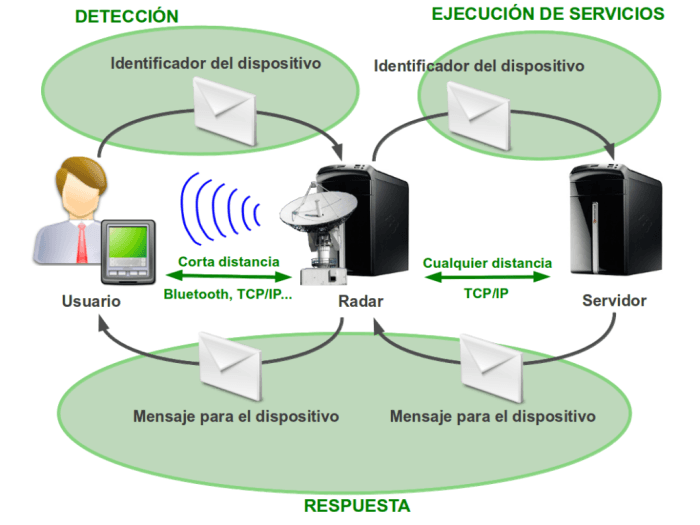 DETECCIÓN
EJECUCIÓN DE SERVICIOS
Identificador del dispositivo
Identificador del dispositivo
Corta distancia
Bluetooth, TCP/IP...
Cualquier distancia
TCP/IP
Usuario
Radar
Servidor
Mensaje para el dispositivo
Mensaje para el dispositivo
RESPUESTA